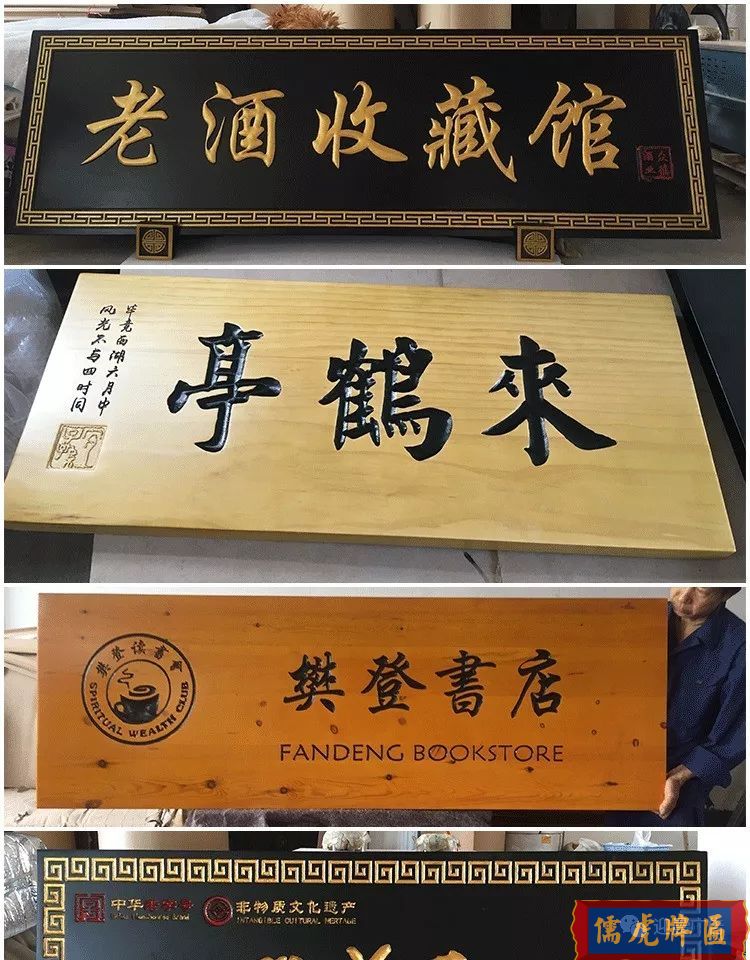 老酒收藏馆
來鶴亭
毕竟西湖六月中
风光不与四时同
樊登读书会
SPIRITUAL WEALTH CLUB
樊登書店
FANDENG BOOKSTORE
中华老字号
非物质文化遗产
INTANGIBLE CULTURAL HERITAGE
儒虎牌匾